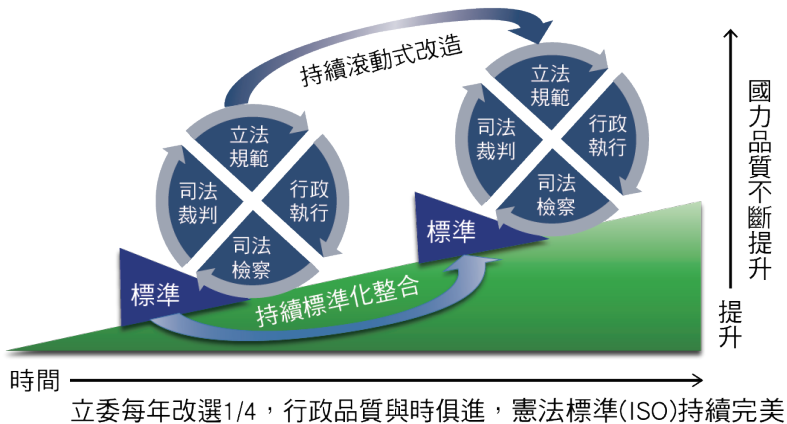 持續滾動式改造
立法
規範
行政
執行
司法
檢察
司法
裁判
標準
立法
規範
行政
執行
司法
檢察
司法
裁判
標準
持續標準化整合
國力品質不斷提升
提升
時間
立委每年改選1/4，行政品質與時俱進，憲法標準(ISO)持續完美